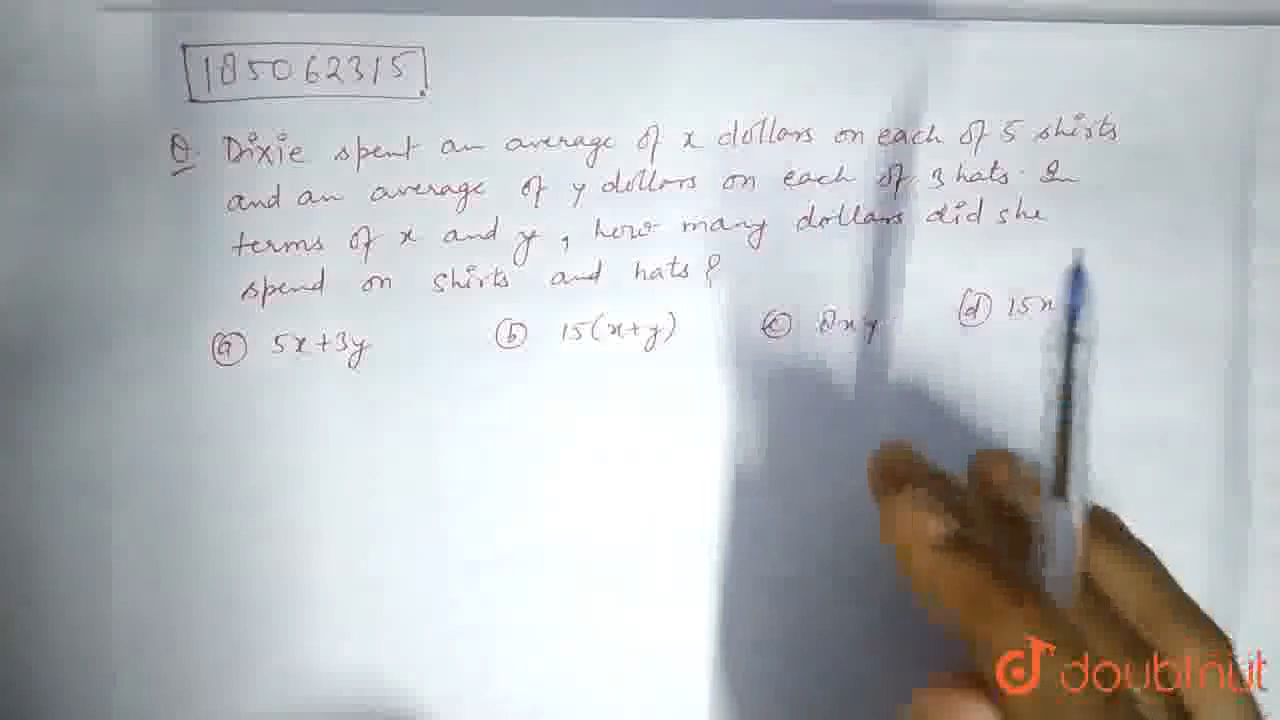 185062315
Q. Dixie spent an average of x dollars on each of 5 shirts
and an average of y dollars on each of 3 hats. In
terms of x and y, how many dollars did she
spend on shirts and hats?
(a) 5x+3y (b) 15(x+y) (c) 8xy (d) 15x
doubtnut